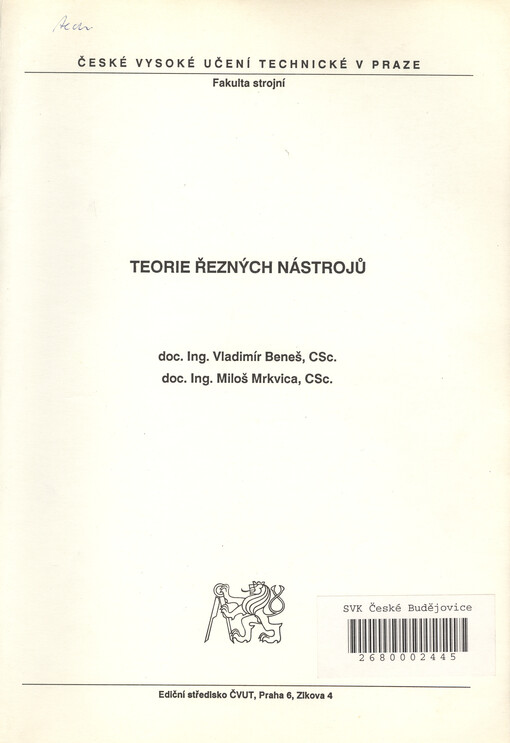 ČESKÉ VYSOKÉ UČENÍ TECHNICKÉ V PRAZE
Fakulta strojní
TEORIE ŘEZNÝCH NÁSTROJŮ
doc. Ing. Vladimír Beneš, CSc.
doc. Ing. Miloš Mrkvica, CSc.
SVK České Budějovice
2680002445
Ediční středisko ČVUT, Praha 6, Zikova 4